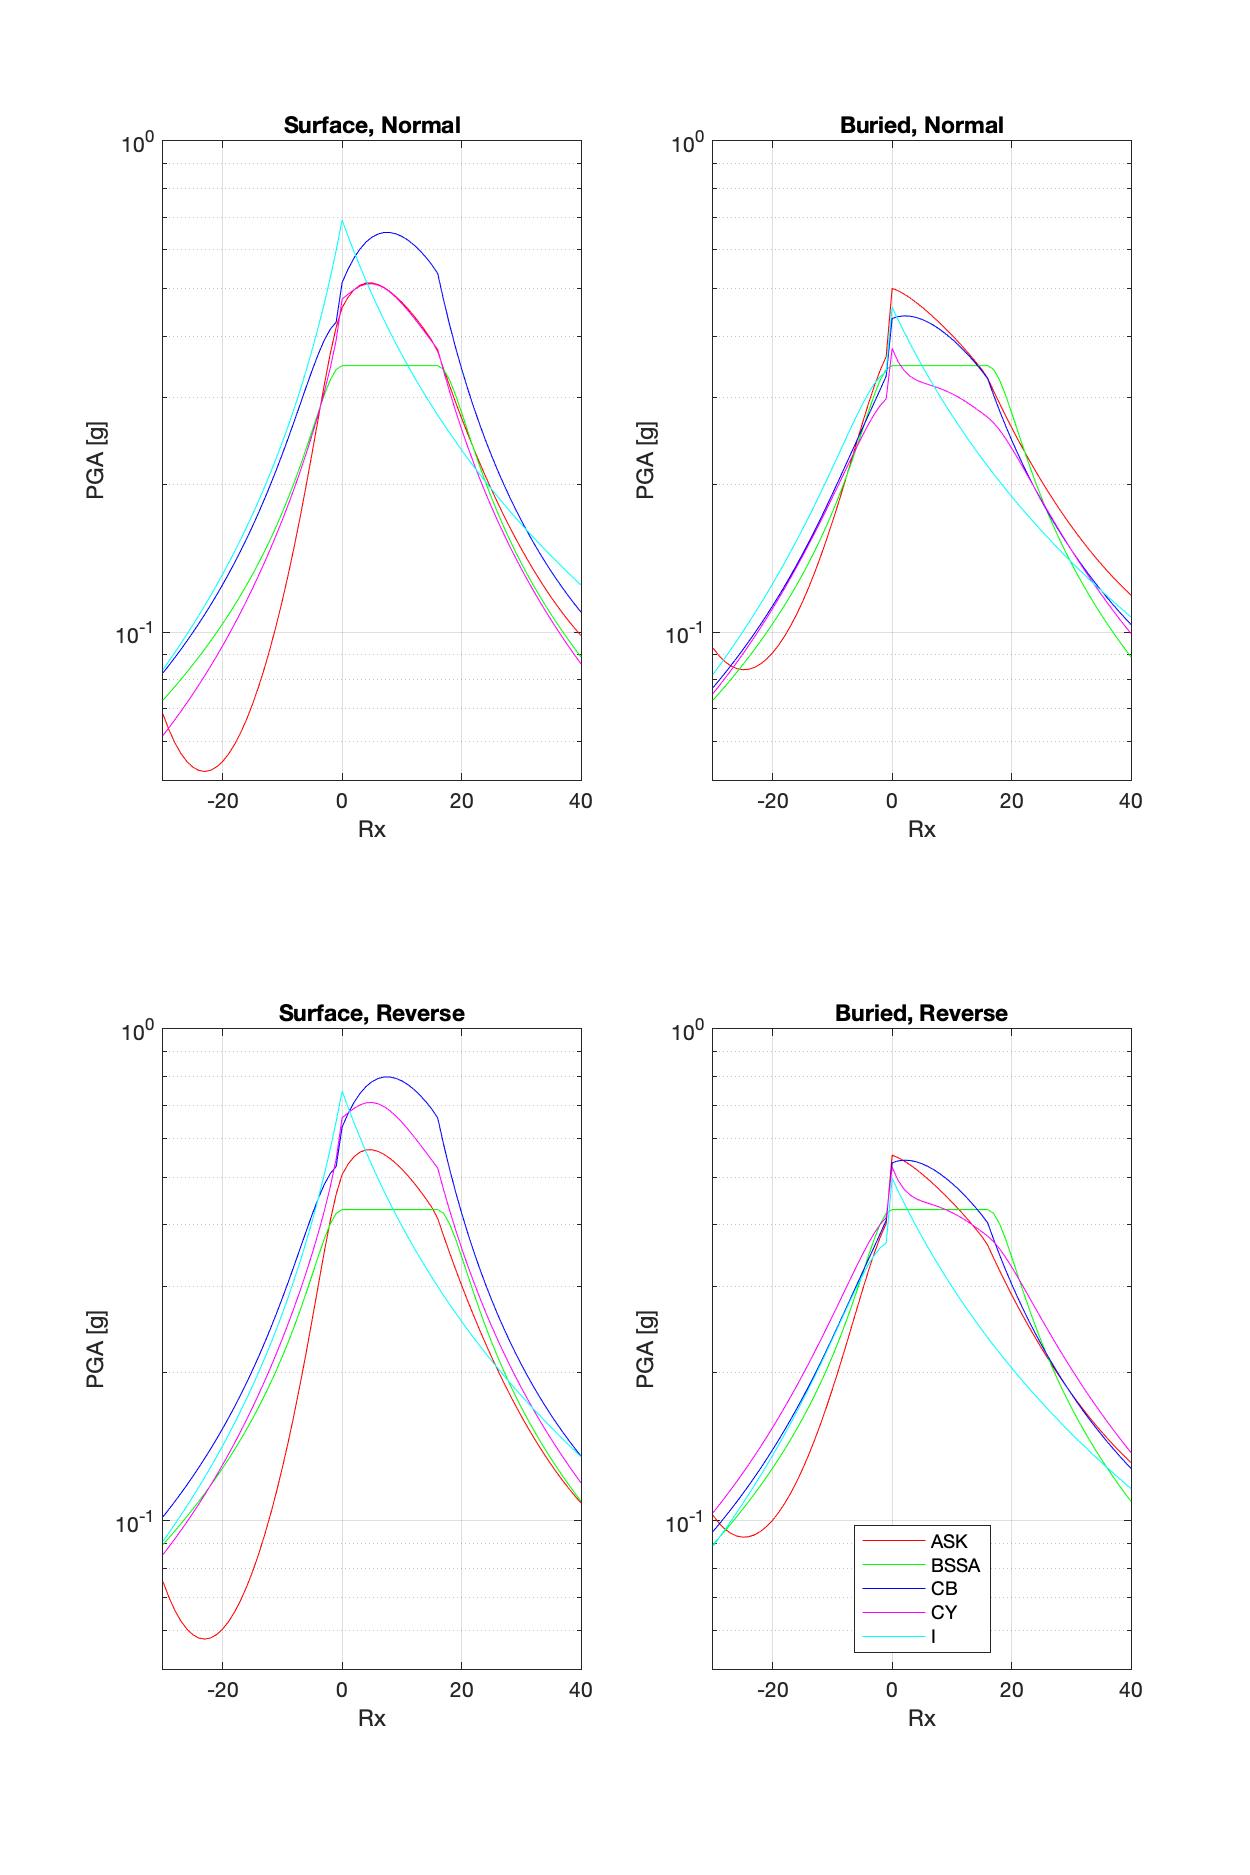 Surface, Normal
10^0
10^-1
PGA [g]
-20 0 20 40
Rx
Buried, Normal
10^0
10^-1
PGA [g]
-20 0 20 40
Rx
Surface, Reverse
10^0
10^-1
PGA [g]
-20 0 20 40
Rx
Buried, Reverse
10^0
10^-1
PGA [g]
ASK
BSSA
CB
CY
I
-20 0 20 40
Rx